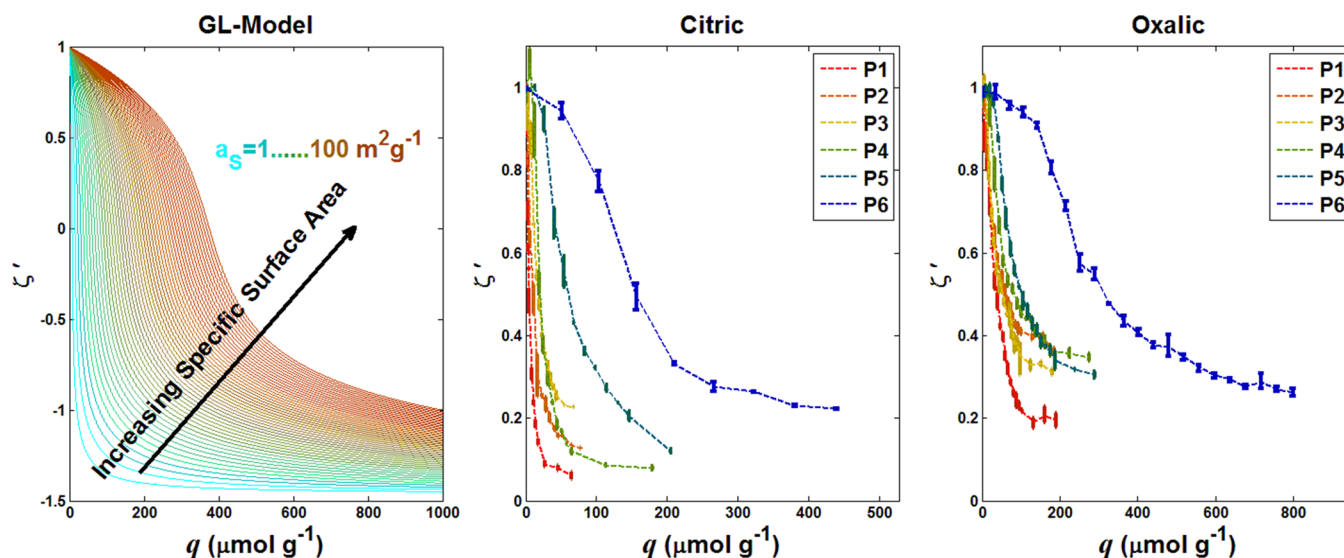 GL-Model
1
0.5
0
-0.5
-1
-1.5
ζ ′
a_s=1......100 m²g⁻¹
Increasing Specific Surface Area
0
200
400
600
800
1000
q (μmol g⁻¹)
Citric
1
0.8
0.6
0.4
0.2
0
ζ ′
P1
P2
P3
P4
P5
P6
0
100
200
300
400
500
q (μmol g⁻¹)
Oxalic
1
0.8
0.6
0.4
0.2
0
ζ ′
P1
P2
P3
P4
P5
P6
0
200
400
600
800
q (μmol g⁻¹)